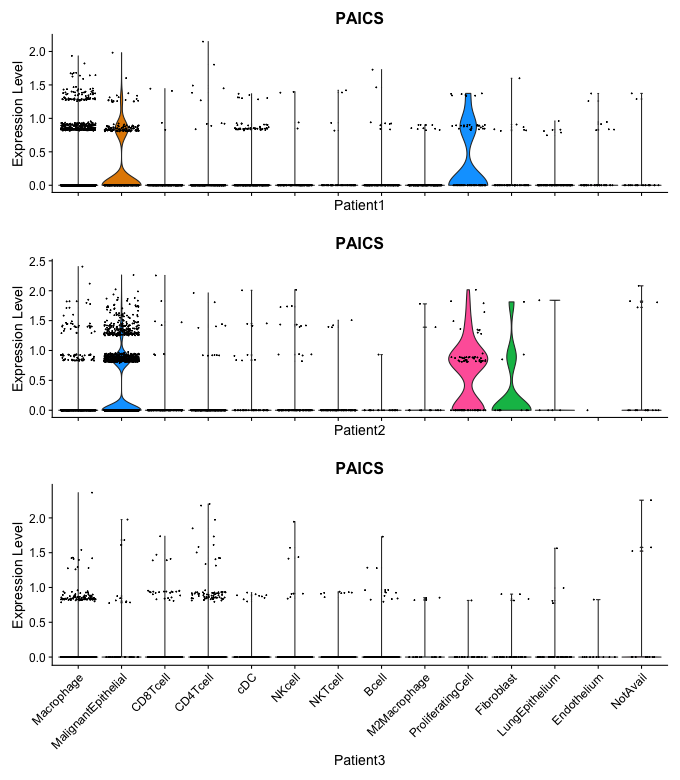 PAICS
Expression Level
2.0
1.5
1.0
0.5
0.0
Patient1
PAICS
Expression Level
2.5
2.0
1.5
1.0
0.5
0.0
Patient2
PAICS
Expression Level
2.0
1.5
1.0
0.5
0.0
Macrophage
MalignantEpithelial
CD8Tcell
CD4Tcell
cDC
NKcell
NKTcell
Bcell
M2Macrophage
ProliferatingCell
Fibroblast
LungEpithelium
Endothelium
NotAvail
Patient3